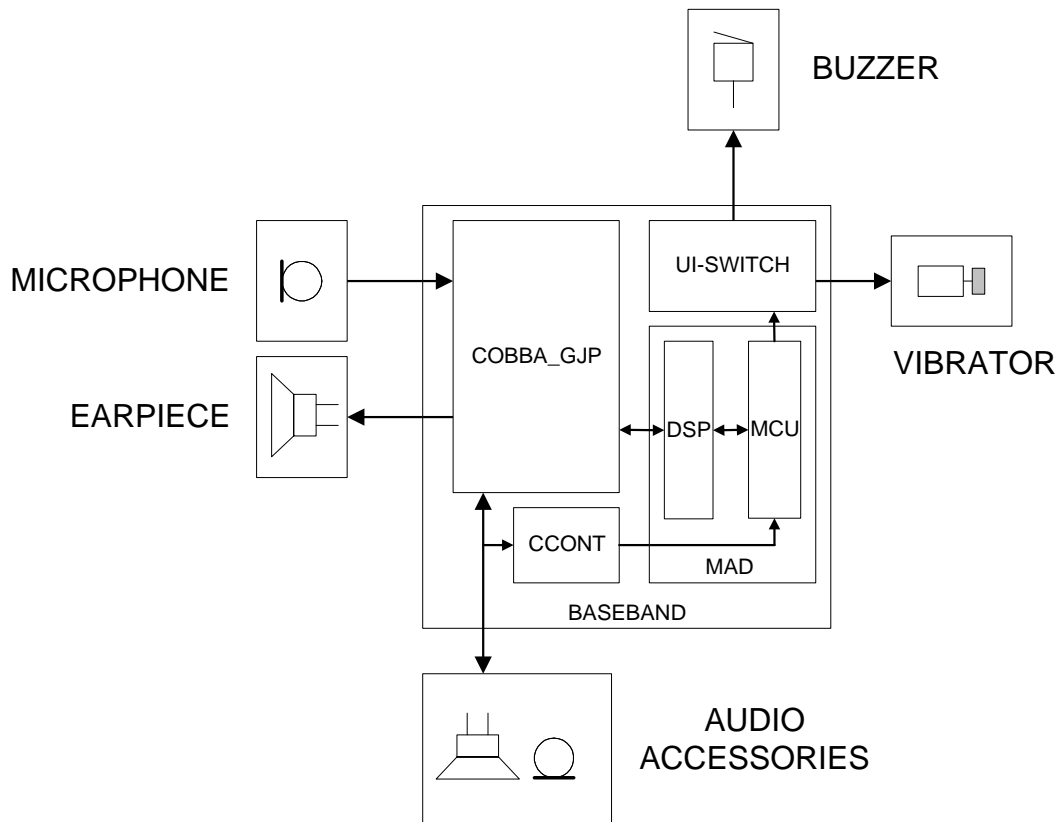 BUZZER
UI-SWITCH
MICROPHONE
COBBA_GJP
VIBRATOR
EARPIECE
DSP
MCU
CCONT
MAD
BASEBAND
AUDIO
ACCESSORIES